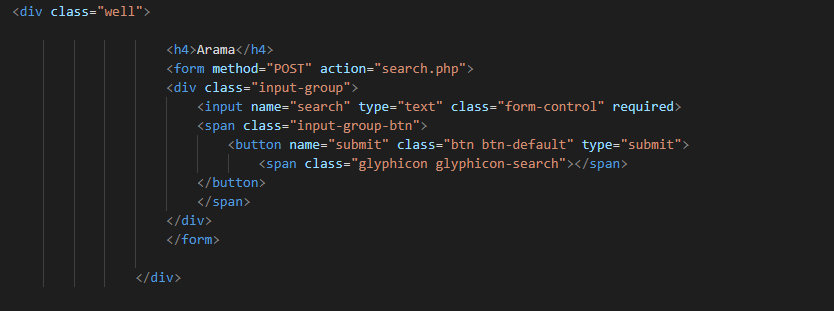 <div class="well">
<h4>Arama</h4>
<form method="POST" action="search.php">
<div class="input-group">
<input name="search" type="text" class="form-control" required>
<span class="input-group-btn">
<button name="submit" class="btn btn-default" type="submit">
<span class="glyphicon glyphicon-search"></span>
</button>
</span>
</div>
</form>
</div>